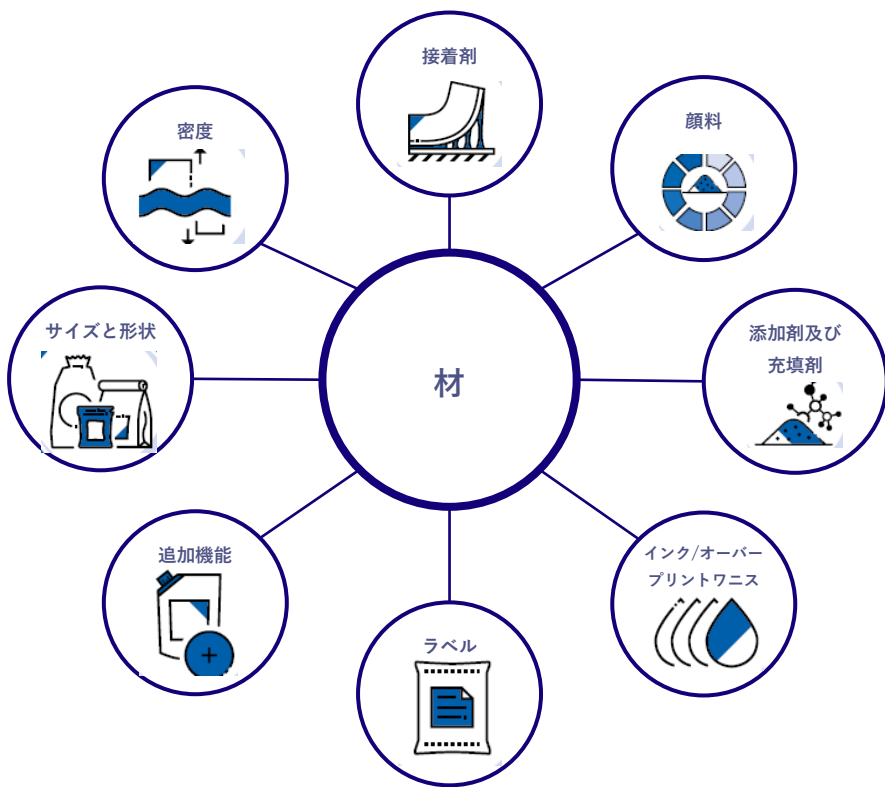 接着剤
密度
顔料
サイズと形状
添加剤及び
充填剤
材
追加機能
インク/オーバー
プリントワニス
ラベル